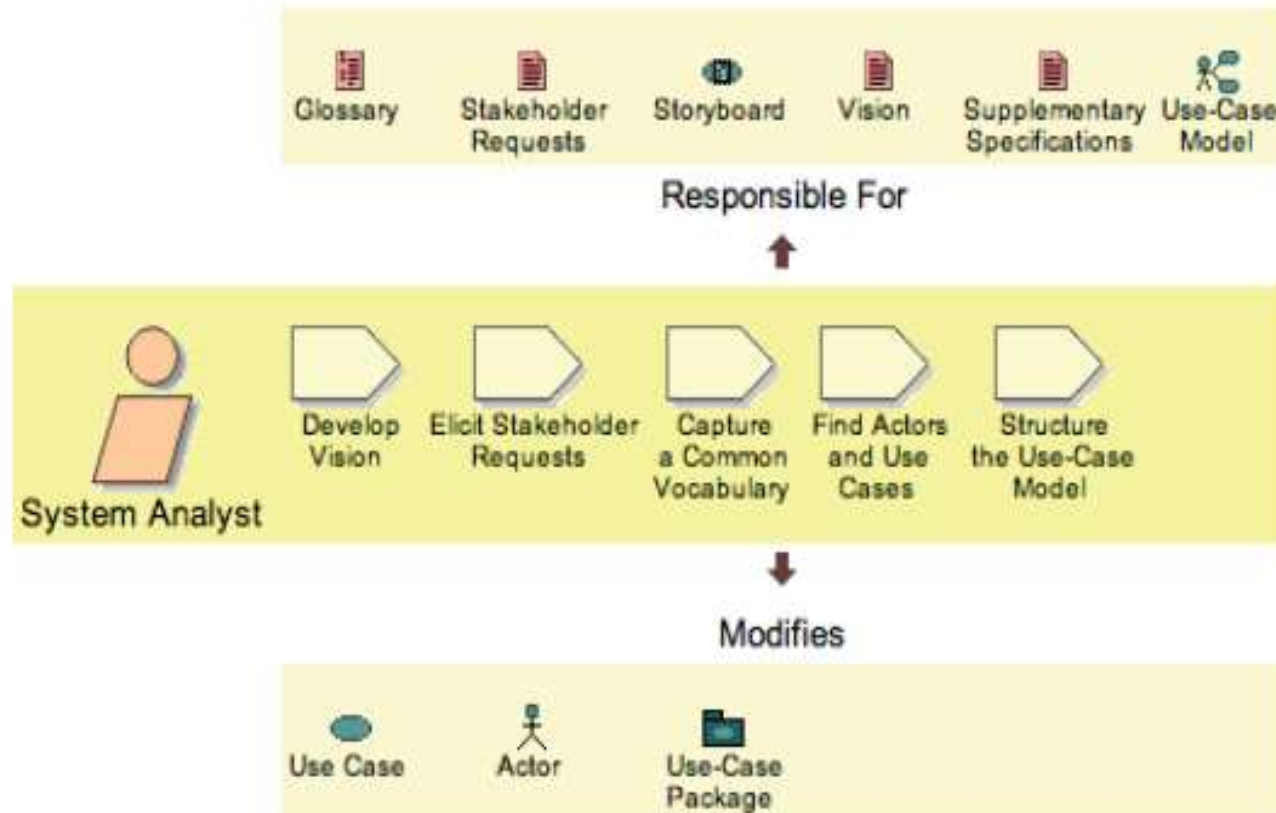 Glossary
Stakeholder
Requests
Storyboard
Vision
Supplementary
Specifications
Use-Case
Model
Responsible For
System Analyst
Develop
Vision
Elicit Stakeholder
Requests
Capture
a Common
Vocabulary
Find Actors
and Use
Cases
Structure
the Use-Case
Model
Modifies
Use Case
Actor
Use-Case
Package